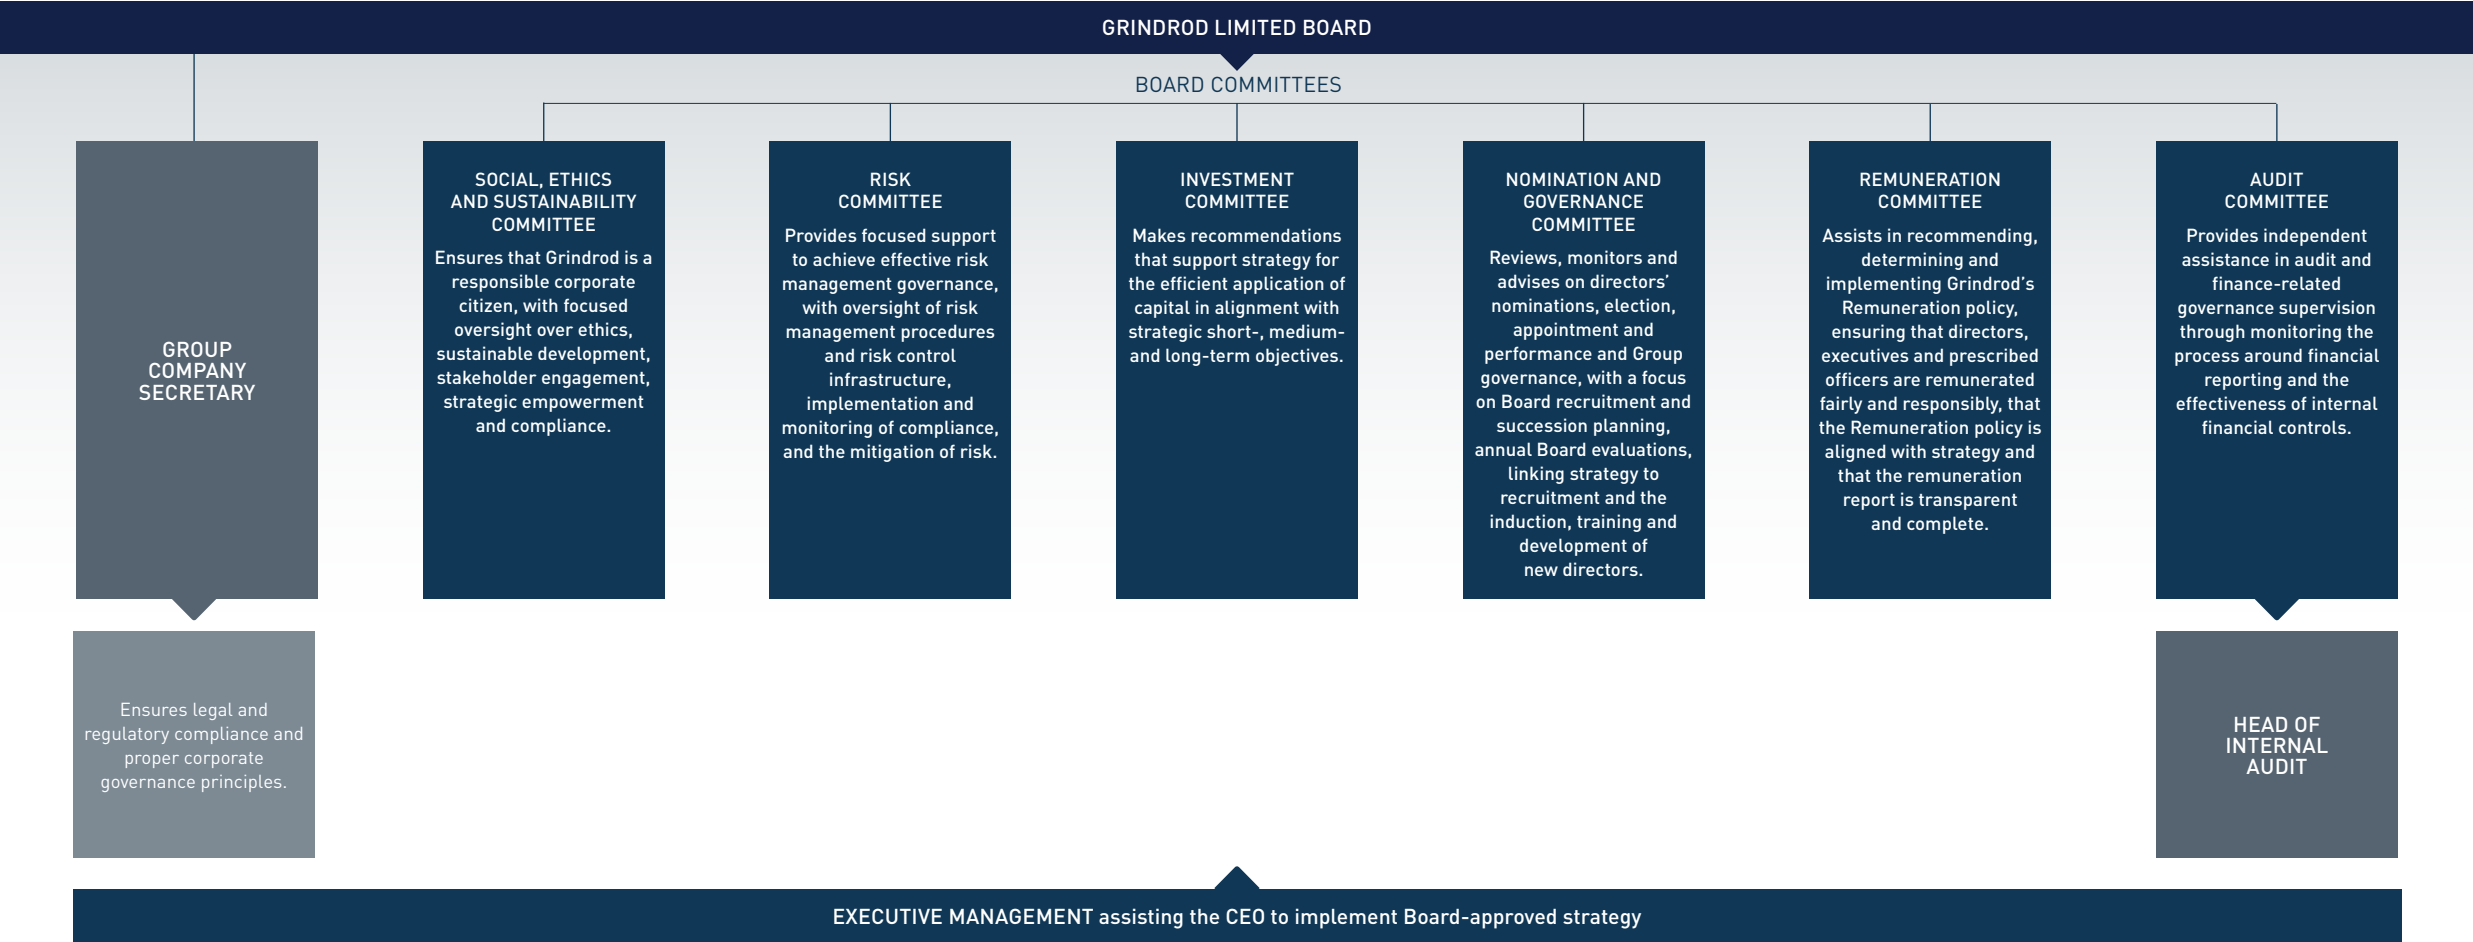 GRINDROD LIMITED BOARD
BOARD COMMITTEES
GROUP
COMPANY
SECRETARY
Ensures legal and
regulatory compliance and
proper corporate
governance principles.
SOCIAL, ETHICS
AND SUSTAINABILITY
COMMITTEE
Ensures that Grindrod is a
responsible corporate
citizen, with focused
oversight over ethics,
sustainable development,
stakeholder engagement,
strategic empowerment
and compliance.
RISK
COMMITTEE
Provides focused support
to achieve effective risk
management governance,
with oversight of risk
management procedures
and risk control
infrastructure,
implementation and
monitoring of compliance,
and the mitigation of risk.
INVESTMENT
COMMITTEE
Makes recommendations
that support strategy for
the efficient application of
capital in alignment with
strategic short-, medium-
and long-term objectives.
NOMINATION AND
GOVERNANCE
COMMITTEE
Reviews, monitors and
advises on directors’
nominations, election,
appointment and
performance and Group
governance, with a focus
on Board recruitment and
succession planning,
annual Board evaluations,
linking strategy to
recruitment and the
induction, training and
development of
new directors.
REMUNERATION
COMMITTEE
Assists in recommending,
determining and
implementing Grindrod’s
Remuneration policy,
ensuring that directors,
executives and prescribed
officers are remunerated
fairly and responsibly, that
the Remuneration policy is
aligned with strategy and
that the remuneration
report is transparent
and complete.
AUDIT
COMMITTEE
Provides independent
assistance in audit and
finance-related
governance supervision
through monitoring the
process around financial
reporting and the
effectiveness of internal
financial controls.
HEAD OF
INTERNAL
AUDIT
EXECUTIVE MANAGEMENT assisting the CEO to implement Board-approved strategy